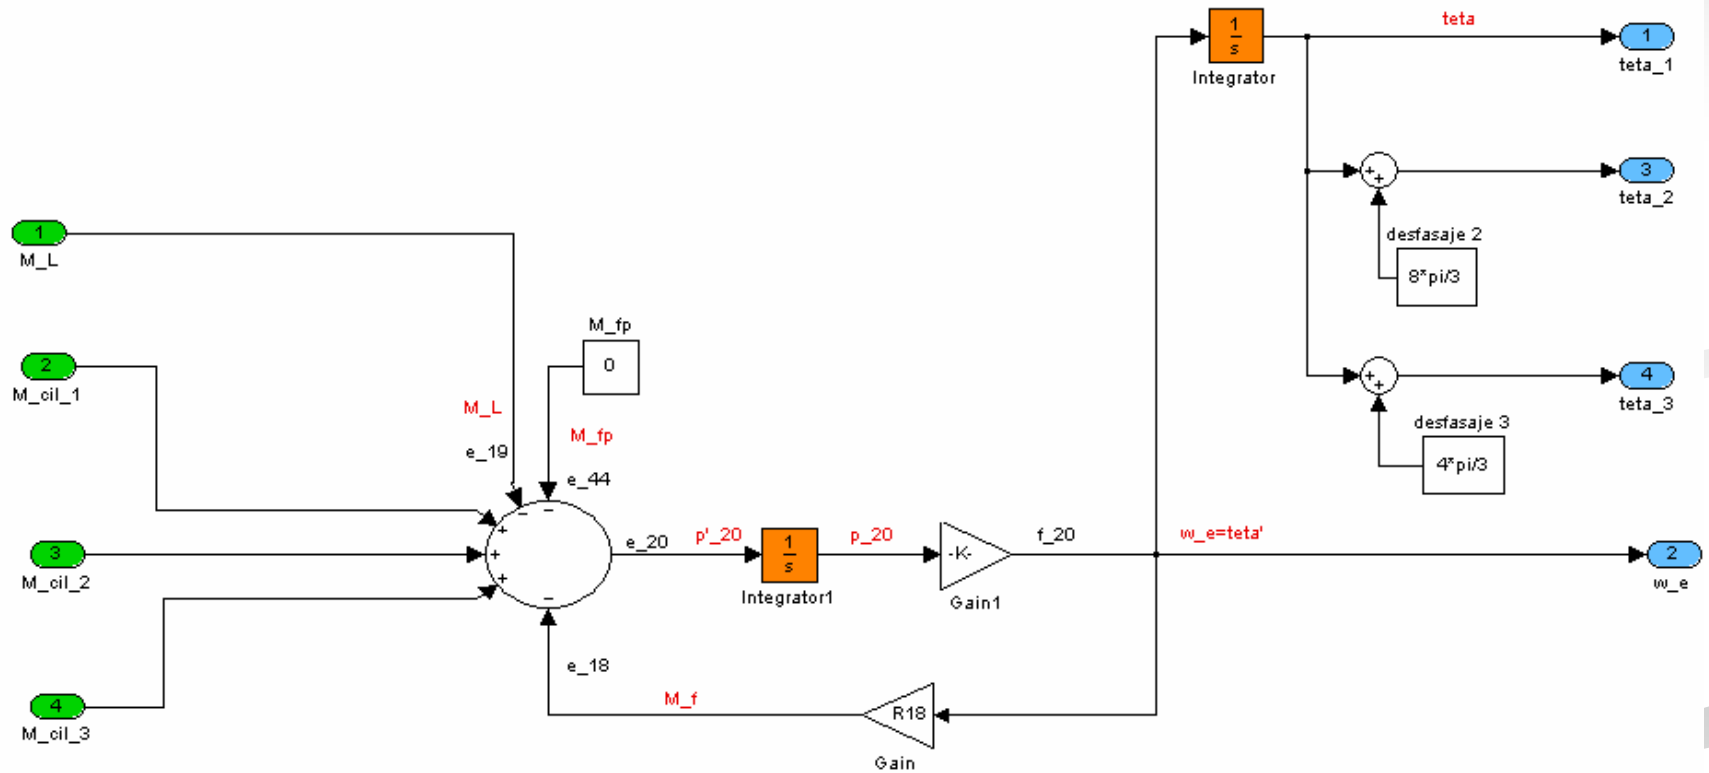 1
s
Integrator
teta
1
teta_1
+
+
3
teta_2
desfasaje 2
8*pi/3
1
M_L
M_fp
0
2
M_cil_1
M_L
M_fp
e_19
e_44
+
+
4
teta_3
desfasaje 3
4*pi/3
−
−
+
+
+
−
3
M_cil_2
e_20
p'_20
1
s
Integrator1
p_20
-K-
Gain1
f_20
w_e=teta'
2
w_e
e_18
M_f
R18
Gain
4
M_cil_3